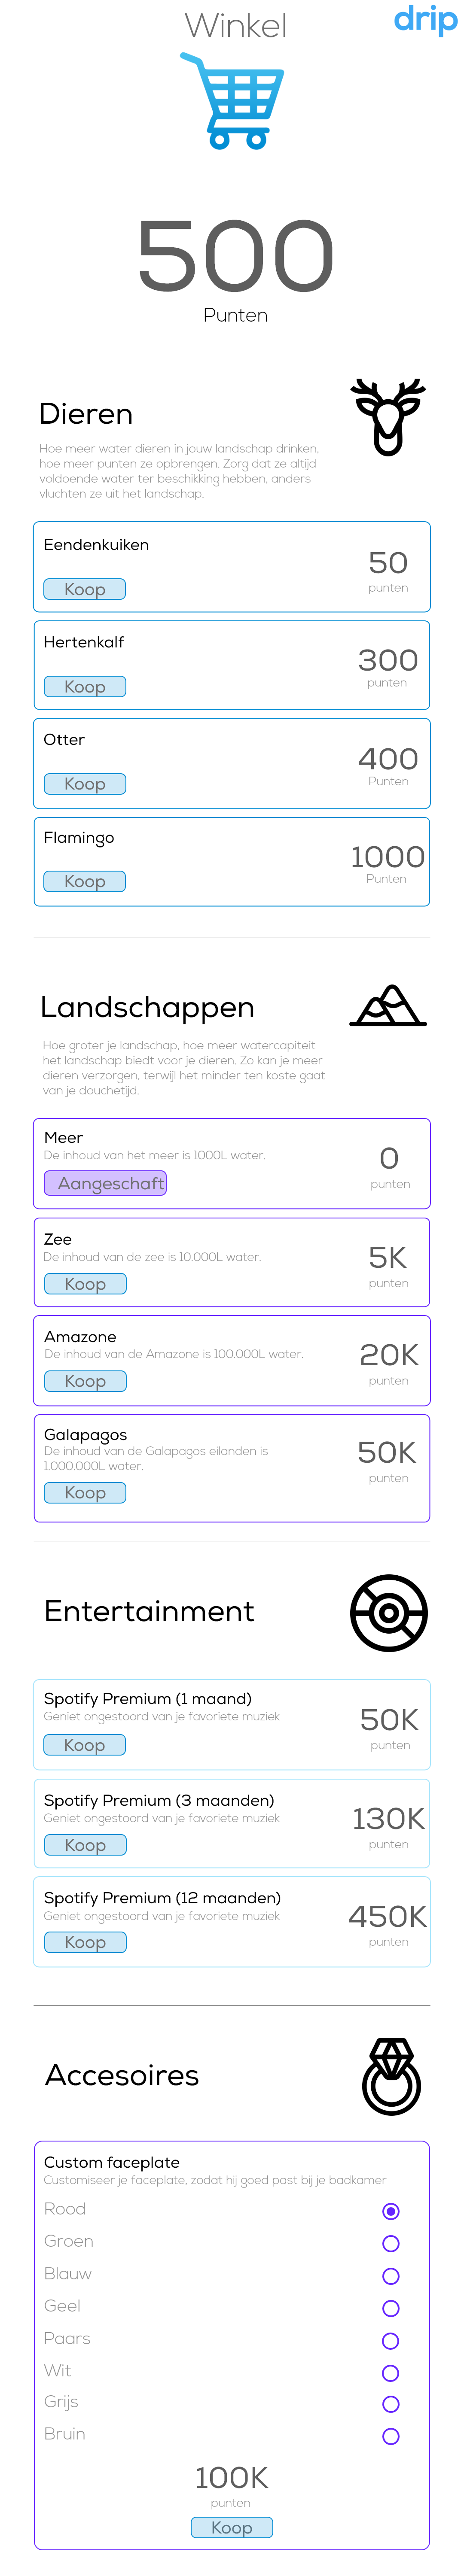 Winkel
drip
500
Punten
Dieren
Hoe meer water dieren in jouw landschap drinken,
hoe meer punten ze opbrengen. Zorg dat ze altijd
voldoende water ter beschikking hebben, anders
vluchten ze uit het landschap.
Eendenkuiken
50
punten
Koop
Hertenkalf
300
punten
Koop
Otter
400
Punten
Koop
Flamingo
1000
Punten
Koop
Landschappen
Hoe groter je landschap, hoe meer watercapiteit
het landschap biedt voor je dieren. Zo kan je meer
dieren verzorgen, terwijl het minder ten koste gaat
van je douchetijd.
Meer
De inhoud van het meer is 1000L water.
0
punten
Aangeschaft
Zee
De inhoud van de zee is 10.000L water.
5K
punten
Koop
Amazone
De inhoud van de Amazone is 100.000L water.
20K
punten
Koop
Galapagos
De inhoud van de Galapagos eilanden is
1.000.000L water.
50K
punten
Koop
Entertainment
Spotify Premium (1 maand)
Geniet ongestoord van je favoriete muziek
50K
punten
Koop
Spotify Premium (3 maanden)
Geniet ongestoord van je favoriete muziek
130K
punten
Koop
Spotify Premium (12 maanden)
Geniet ongestoord van je favoriete muziek
450K
punten
Koop
Accesoires
Custom faceplate
Customiseer je faceplate, zodat hij goed past bij je badkamer
Rood
Groen
Blauw
Geel
Paars
Wit
Grijs
Bruin
100K
punten
Koop